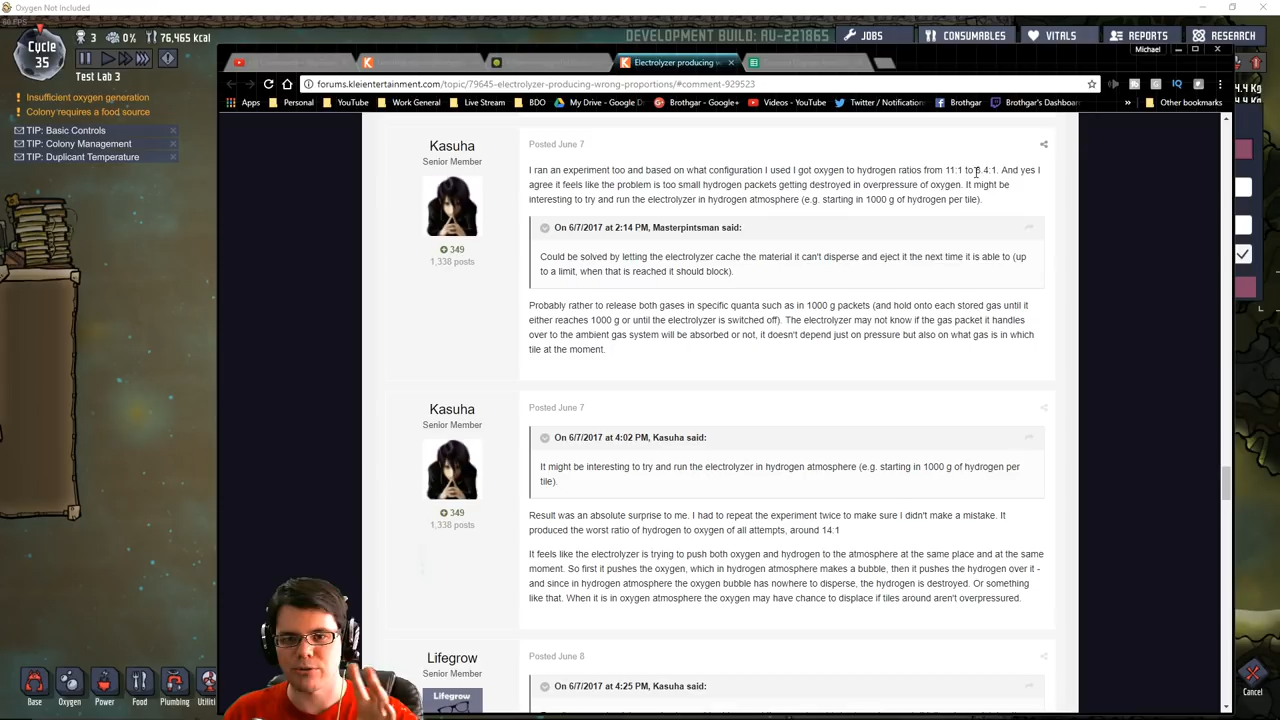 Oxygen Not Included
60 FPS
Cycle
35
3
0%
76,465 kcal
Test Lab 3
DEVELOPMENT BUILD: AU-221865
JOBS
CONSUMABLES
VITALS
REPORTS
RESEARCH
Insufficient oxygen generation
Colony requires a food source
TIP: Basic Controls
TIP: Colony Management
TIP: Duplicant Temperature
Electrolyzer producing w
Michael
forums.kleientertainment.com/topic/79645-electrolyzer-producing-wrong-proportions/#comment-929523
Apps
Personal
YouTube
Work General
Live Stream
BDO
My Drive - Google D
Brothgar - Google+
Videos - YouTube
Twitter / Notification
Brothgar
Brothgar's Dashboa
»
Other bookmarks
Kasuha
Senior Member
349
1,338 posts
Posted June 7
I ran an experiment too and based on what configuration I used I got oxygen to hydrogen ratios from 11:1 to .4:1. And yes I
agree it feels like the problem is too small hydrogen packets getting destroyed in overpressure of oxygen. It might be
interesting to try and run the electrolyzer in hydrogen atmosphere (e.g. starting in 1000 g of hydrogen per tile).
On 6/7/2017 at 2:14 PM, Masterpintsman said:
Could be solved by letting the electrolyzer cache the material it can't disperse and eject it the next time it is able to (up
to a limit, when that is reached it should block).
Probably rather to release both gases in specific quanta such as in 1000 g packets (and hold onto each stored gas until it
either reaches 1000 g or until the electrolyzer is switched off). The electrolyzer may not know if the gas packet it handles
over to the ambient gas system will be absorbed or not, it doesn't depend just on pressure but also on what gas is in which
tile at the moment.
Kasuha
Senior Member
349
1,338 posts
Posted June 7
On 6/7/2017 at 4:02 PM, Kasuha said:
It might be interesting to try and run the electrolyzer in hydrogen atmosphere (e.g. starting in 1000 g of hydrogen per
tile).
Result was an absolute surprise to me. I had to repeat the experiment twice to make sure I didn't make a mistake. It
produced the worst ratio of hydrogen to oxygen of all attempts, around 14:1
It feels like the electrolyzer is trying to push both oxygen and hydrogen to the atmosphere at the same place and at the same
moment. So first it pushes the oxygen, which in hydrogen atmosphere makes a bubble, then it pushes the hydrogen over it -
and since in hydrogen atmosphere the oxygen bubble has nowhere to disperse, the hydrogen is destroyed. Or something
like that. When it is in oxygen atmosphere the oxygen may have chance to displace if tiles around aren't overpressured.
Lifegrow
Senior Member
Lifegrow
Posted June 8
On 6/7/2017 at 4:25 PM, Kasuha said:
Base
Oxygen
Power
Food
Plumbing
Utiliti
Cancel